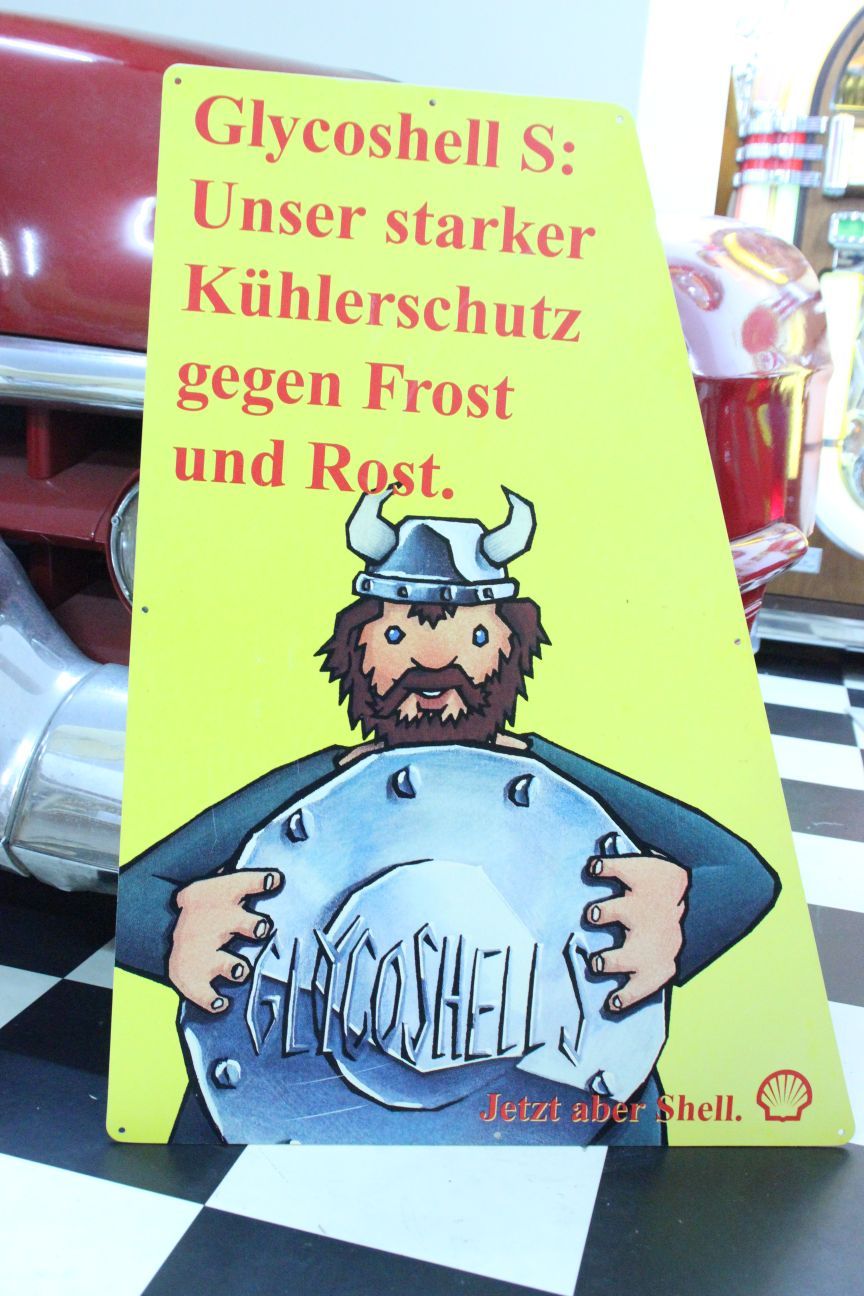 Glycoshell S:
Unser starker
Kühlerschutz
gegen Frost
und Rost.
GLYCOSHELL S
Jetzt aber Shell.